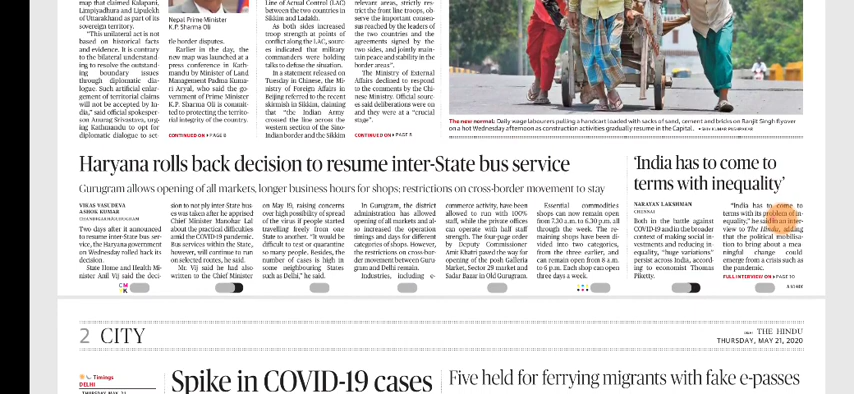 map that claimed Kalapani,
Limpiyadhura and Lipulekh
of Uttarakhand as part of its
sovereign territory.
"This unilateral act is not
based on historical facts
and evidence. It is contrary
to the bilateral understand-
ing to resolve the outstand-
ing boundary issues
through diplomatic dia-
logue. Such artificial enlar-
gement of territorial claims
will not be accepted by In-
dia," said official spokesper-
son Anurag Srivastava, urg-
ing Kathmandu to opt for
diplomatic dialogue to set-
Nepal Prime Minister
K.P. Sharma Oli
tle border disputes.
Earlier in the day, the
new map was launched at a
press conference in Kath-
mandu by Minister of Land
Management Padma Kuma-
ri Aryal, who said the go-
vernment of Prime Minister
K.P. Sharma Oli is commit-
ted to protecting the territo-
rial integrity of the country.
CONTINUED ON PAGE 8
Line of Actual Control (LAC)
between the two countries in
Sikkim and Ladakh.
As both sides increased
troop strength at points of
conflict along the LAC, sourc-
es indicated that military
commanders were holding
talks to defuse the situation.
In a statement released on
Tuesday in Chinese, the Mi-
nistry of Foreign Affairs in
Beijing referred to the recent
skirmish in Sikkim, claiming
that "the Indian Army
crossed the line across the
western section of the Sino-
Indian border and the Sikkim
relevant areas, strictly res-
trict the front line troops, ob-
serve the important consen-
sus reached by the leaders of
the two countries and the
agreements signed by the
two sides, and jointly main-
tain peace and stability in the
border areas".
The Ministry of External
Affairs declined to respond
to the comments by the Chi-
nese Ministry. Official sourc-
es said deliberations were on
and they were at a "crucial
stage".
CONTINUED ON PAGE 8
The new normal: Daily wage labourers pulling a handcart loaded with sacks of sand, cement and bricks on Ranjit Singh flyover
on a hot Wednesday afternoon as construction activities gradually resume in the Capital. SHIV KUMAR PUSHPAKAR
Haryana rolls back decision to resume inter-State bus service
Gurugram allows opening of all markets, longer business hours for shops; restrictions on cross-border movement to stay
VIKAS VASUDEVA
ASHOK KUMAR
CHANDIGARH/GURUGRAM
Two days after it announced
to resume inter-State bus ser-
vice, the Haryana government
on Wednesday rolled back its
decision.
State Home and Health Mi-
nister Anil Vij said the deci-
sion to not ply inter-State bus-
es was taken after he apprised
Chief Minister Manohar Lal
about the practical difficulties
amid the COVID-19 pandemic.
Bus services within the State,
however, will continue to run
on selected routes, he said.
Mr. Vij said he had also
written to the Chief Minister
on May 19, raising concerns
over high possibility of spread
of the virus if people started
travelling freely from one
State to another. "It would be
difficult to test or quarantine
so many people. Besides, the
number of cases is high in
some neighbouring States
such as Delhi," he said.
In Gurugram, the district
administration has allowed
opening of all markets and al-
so increased the operation
timings and days for different
categories of shops. However,
the restrictions on cross-bor-
der movement between Guru-
gram and Delhi remain.
Industries, including e-
commerce activity, have been
allowed to run with 100%
staff, while the private offices
can operate with half staff
strength. The four-page order
by Deputy Commissioner
Amit Khatri paved the way for
opening of the posh Galleria
Market, Sector 29 market and
Sadar Bazar in Old Gurugram.
Essential commodities
shops can now remain open
from 7.30 a.m. to 6.30 p.m. all
through the week. The re-
maining shops have been di-
vided into two categories,
from and can remain open from 8 a.m.
to 6 p.m. Each shop can open
three days a week.
'India has to come to
terms with inequality'
NARAYAN LAKSHMAN
CHENNAI
Both in the battle against
COVID-19 and in the broader
context of making social in-
vestments and reducing in-
equality, "huge variations"
persist across India, accord-
ing to economist Thomas
Piketty.
"India has to come to
terms with its problem of in-
equality," he said in an inter-
view to The Hindu, adding
that the political mobilisa-
tion to bring about a mea-
ningful change could
emerge from a crisis such as
the pandemic.
FULL INTERVIEW ON PAGE 10
CMK
2 CITY
THE HINDU
THURSDAY, MAY 21, 2020
Timings
DELHI
THURSDAY, MAY 21
Spike in COVID-19 cases
Five held for ferrying migrants with fake e-passes